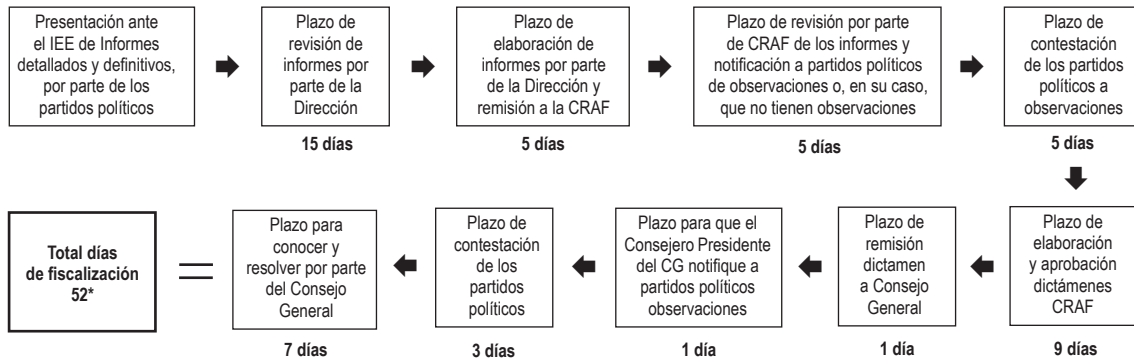 Presentación ante
el IEE de Informes
detallados y definitivos,
por parte de los
partidos políticos
Plazo de
revisión de
informes por
parte de la
Dirección
15 días
Plazo de
elaboración de
informes por parte
de la Dirección y
remisión a la CRAF
5 días
Plazo de revisión por parte
de CRAF de los informes y
notificación a partidos políticos
de observaciones o, en su caso,
que no tienen observaciones
5 días
Plazo de
contestación
de los partidos
políticos a
observaciones
5 días
Plazo de
elaboración
y aprobación
dictámenes
CRAF
9 días
Plazo de
remisión
dictamen
a Consejo
General
1 día
Plazo para que el
Consejero Presidente
del CG notifique a
partidos políticos
observaciones
1 día
Plazo de
contestación
de los
partidos
políticos
3 días
Plazo para
conocer y
resolver por parte
del Consejo
General
7 días
Total días
de fiscalización
52*